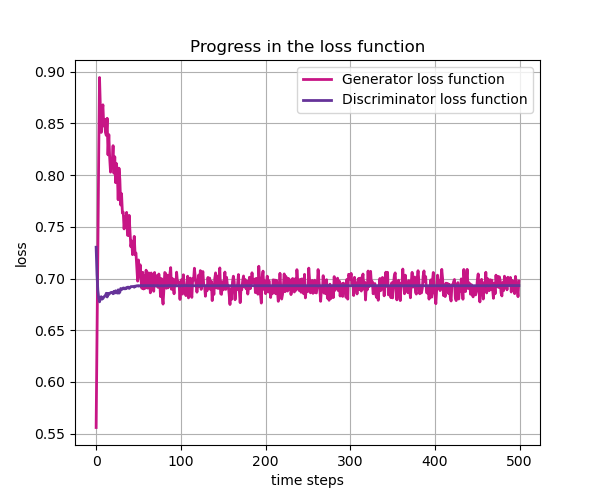 Progress in the loss function
Generator loss function
Discriminator loss function
0.90
0.85
0.80
0.75
0.70
0.65
0.60
0.55
loss
0 100 200 300 400 500
time steps